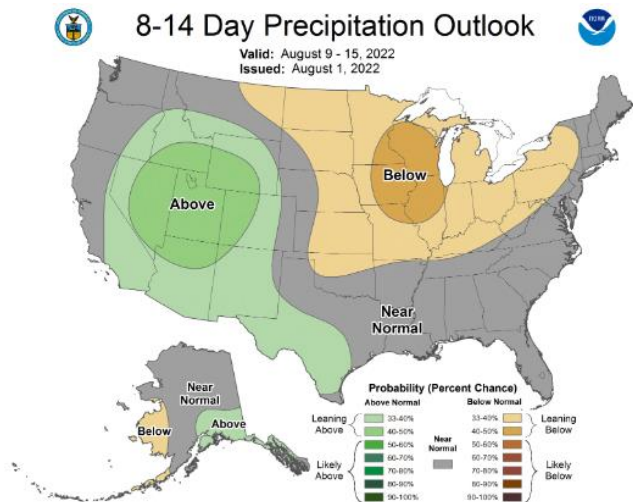 8-14 Day Precipitation Outlook
Valid: August 9 - 15, 2022
Issued: August 1, 2022
NOAA
Above
Below
Near
Normal
Near
Normal
Below
Above
Probability (Percent Chance)
Above Normal
Below Normal
Leaning
Above
33-40%
40-50%
Likely
Above
50-60%
60-70%
70-80%
80-90%
90-100%
Near
Normal
33-40%
40-50%
Leaning
Below
50-60%
60-70%
70-80%
80-90%
90-100%
Likely
Below